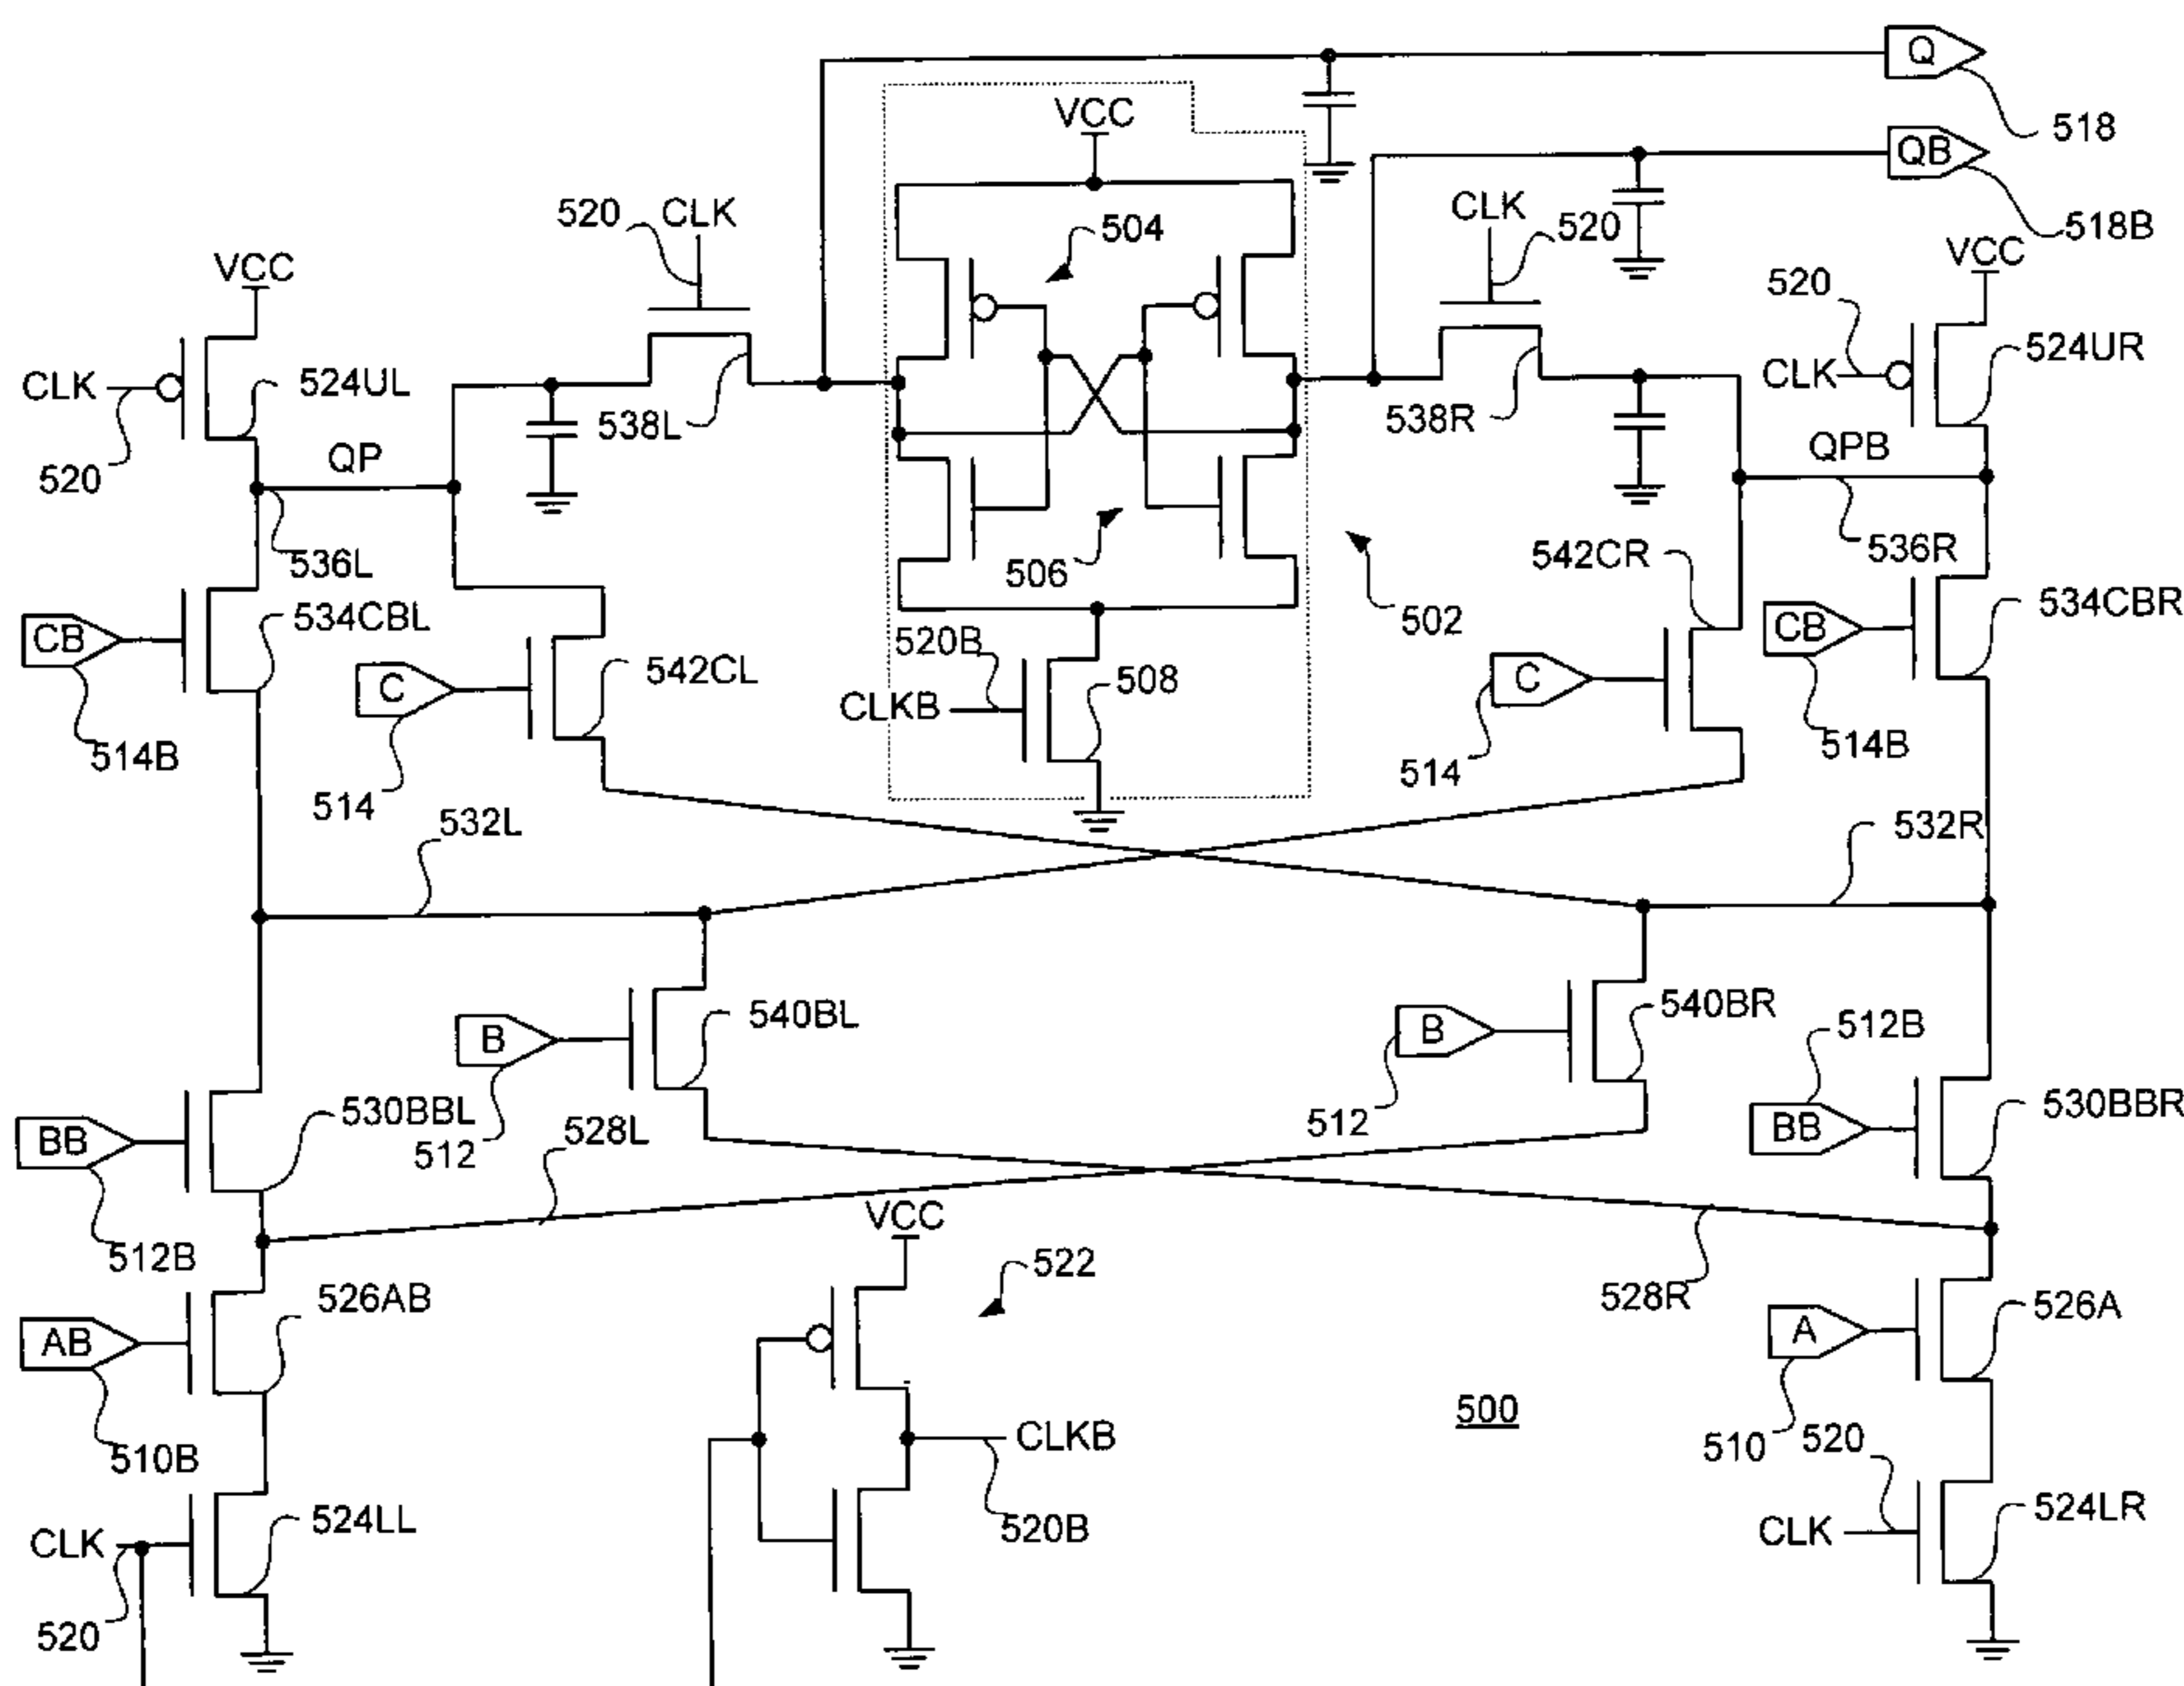 Q
518
VCC
QB
518B
520 CLK
504
CLK
520
VCC
VCC
520
CLK
524UL
538L
538R
CLK
524UR
520
QP
QPB
536L
506
542CR
536R
502
CB
534CBL
520B
CB
534CBR
C
542CL
508
C
CLKB
514B
514
514
514B
532L
532R
B
540BL
B
540BR
512B
BB
530BBL
512
528L
512
BB
530BBR
512B
VCC
522
528R
AB
526AB
A
526A
510B
CLKB
500
510
520
CLK
524LL
520B
CLK
524LR
520